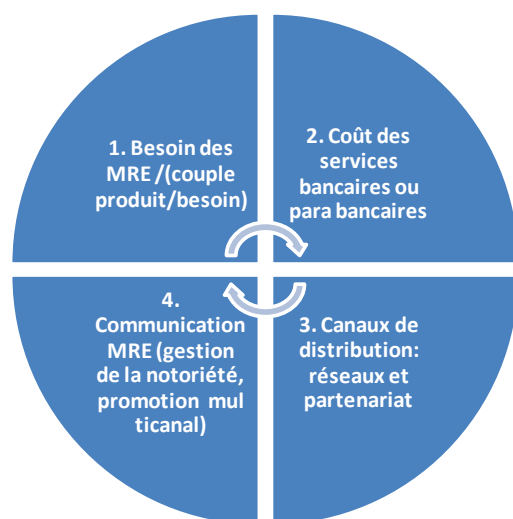 1. Besoin des
MRE /(couple
produit/besoin)
2. Coût des
services
bancaires ou
para bancaires
4.
Communication
MRE (gestion
de la notoriété,
promotion mul
ticanal)
3. Canaux de
distribution:
réseaux et
partenariat